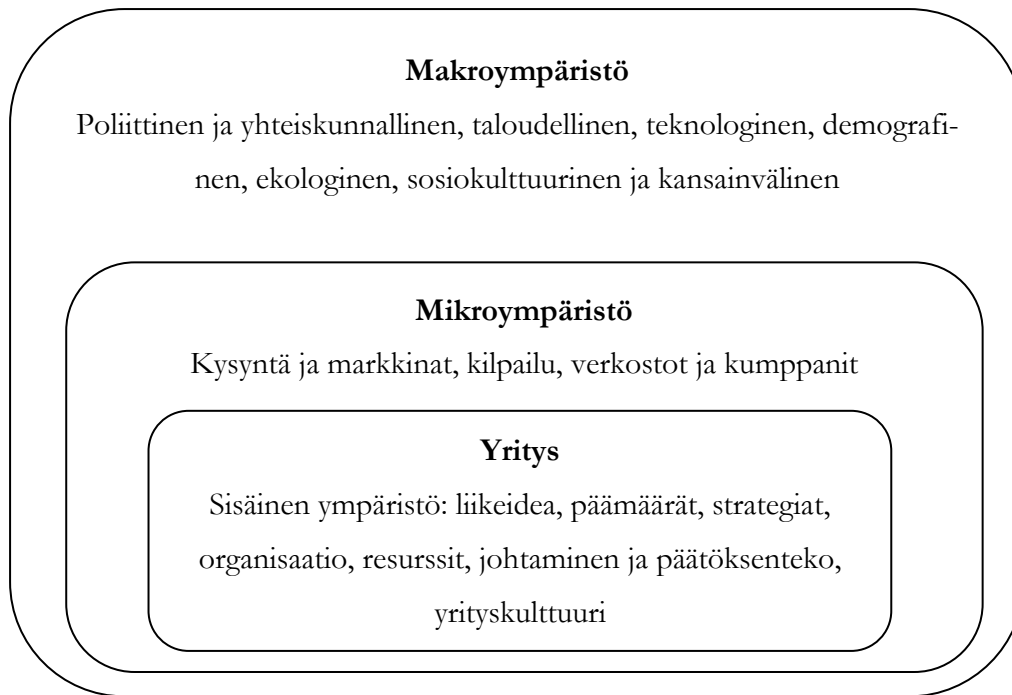 Makroympäristö
Poliittinen ja yhteiskunnallinen, taloudellinen, teknologinen, demografi-
nen, ekologinen, sosiokulttuurinen ja kansainvälinen
Mikroympäristö
Kysyntä ja markkinat, kilpailu, verkostot ja kumppanit
Yritys
Sisäinen ympäristö: liikeidea, päämäärät, strategiat,
organisaatio, resurssit, johtaminen ja päätöksenteko,
yrityskulttuuri